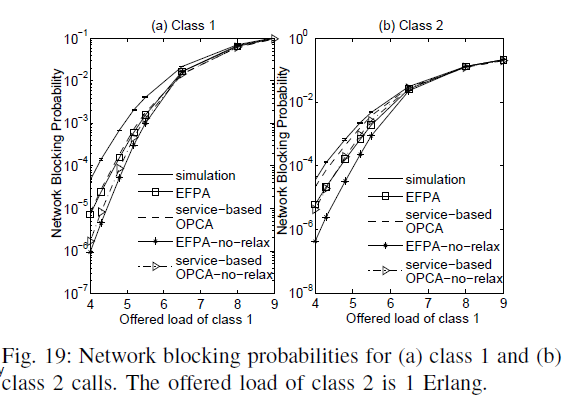 (a) Class 1
(b) Class 2
Network Blocking Probability
10⁻¹
10⁻²
10⁻³
10⁻⁴
10⁻⁵
10⁻⁶
10⁻⁷
simulation
EFPA
service−based
OPCA
EFPA−no−relax
service−based
OPCA−no−relax
4 5 6 7 8 9
Offered load of class 1
Network Blocking Probability
10⁰
10⁻²
10⁻⁴
10⁻⁶
10⁻⁸
simulation
EFPA
service−based
OPCA
EFPA−no−relax
service−based
OPCA−no−relax
4 5 6 7 8 9
Offered load of class 1
Fig. 19: Network blocking probabilities for (a) class 1 and (b)
class 2 calls. The offered load of class 2 is 1 Erlang.